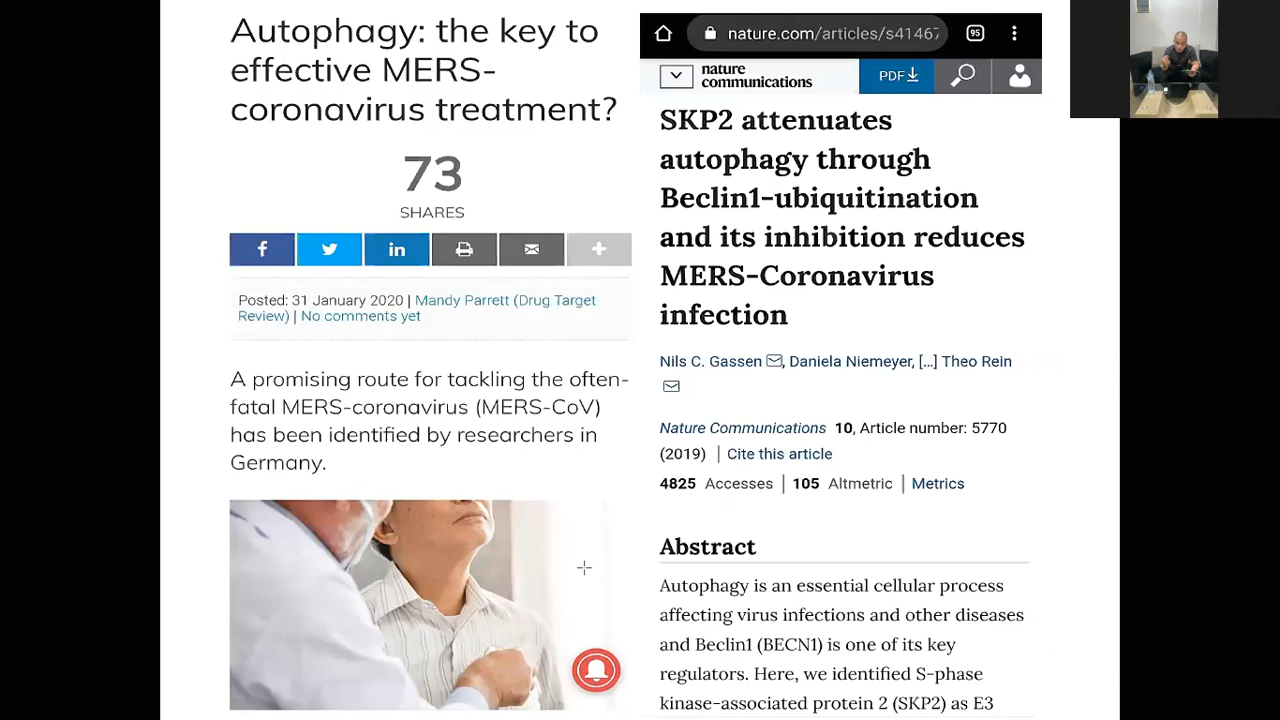 Autophagy: the key to
effective MERS-
coronavirus treatment?
73
SHARES
Posted: 31 January 2020 | Mandy Parrett (Drug Target
Review) | No comments yet
A promising route for tackling the often-
fatal MERS-coronavirus (MERS-CoV)
has been identified by researchers in
Germany.
nature.com/articles/s41467
95
nature
communications
PDF
SKP2 attenuates
autophagy through
Beclin1-ubiquitination
and its inhibition reduces
MERS-Coronavirus
infection
Nils C. Gassen, Daniela Niemeyer, [...] Theo Rein
Nature Communications 10, Article number: 5770
(2019) | Cite this article
4825 Accesses | 105 Altmetric | Metrics
Abstract
Autophagy is an essential cellular process
affecting virus infections and other diseases
and Beclin1 (BECN1) is one of its key
regulators. Here, we identified S-phase
kinase-associated protein 2 (SKP2) as E3